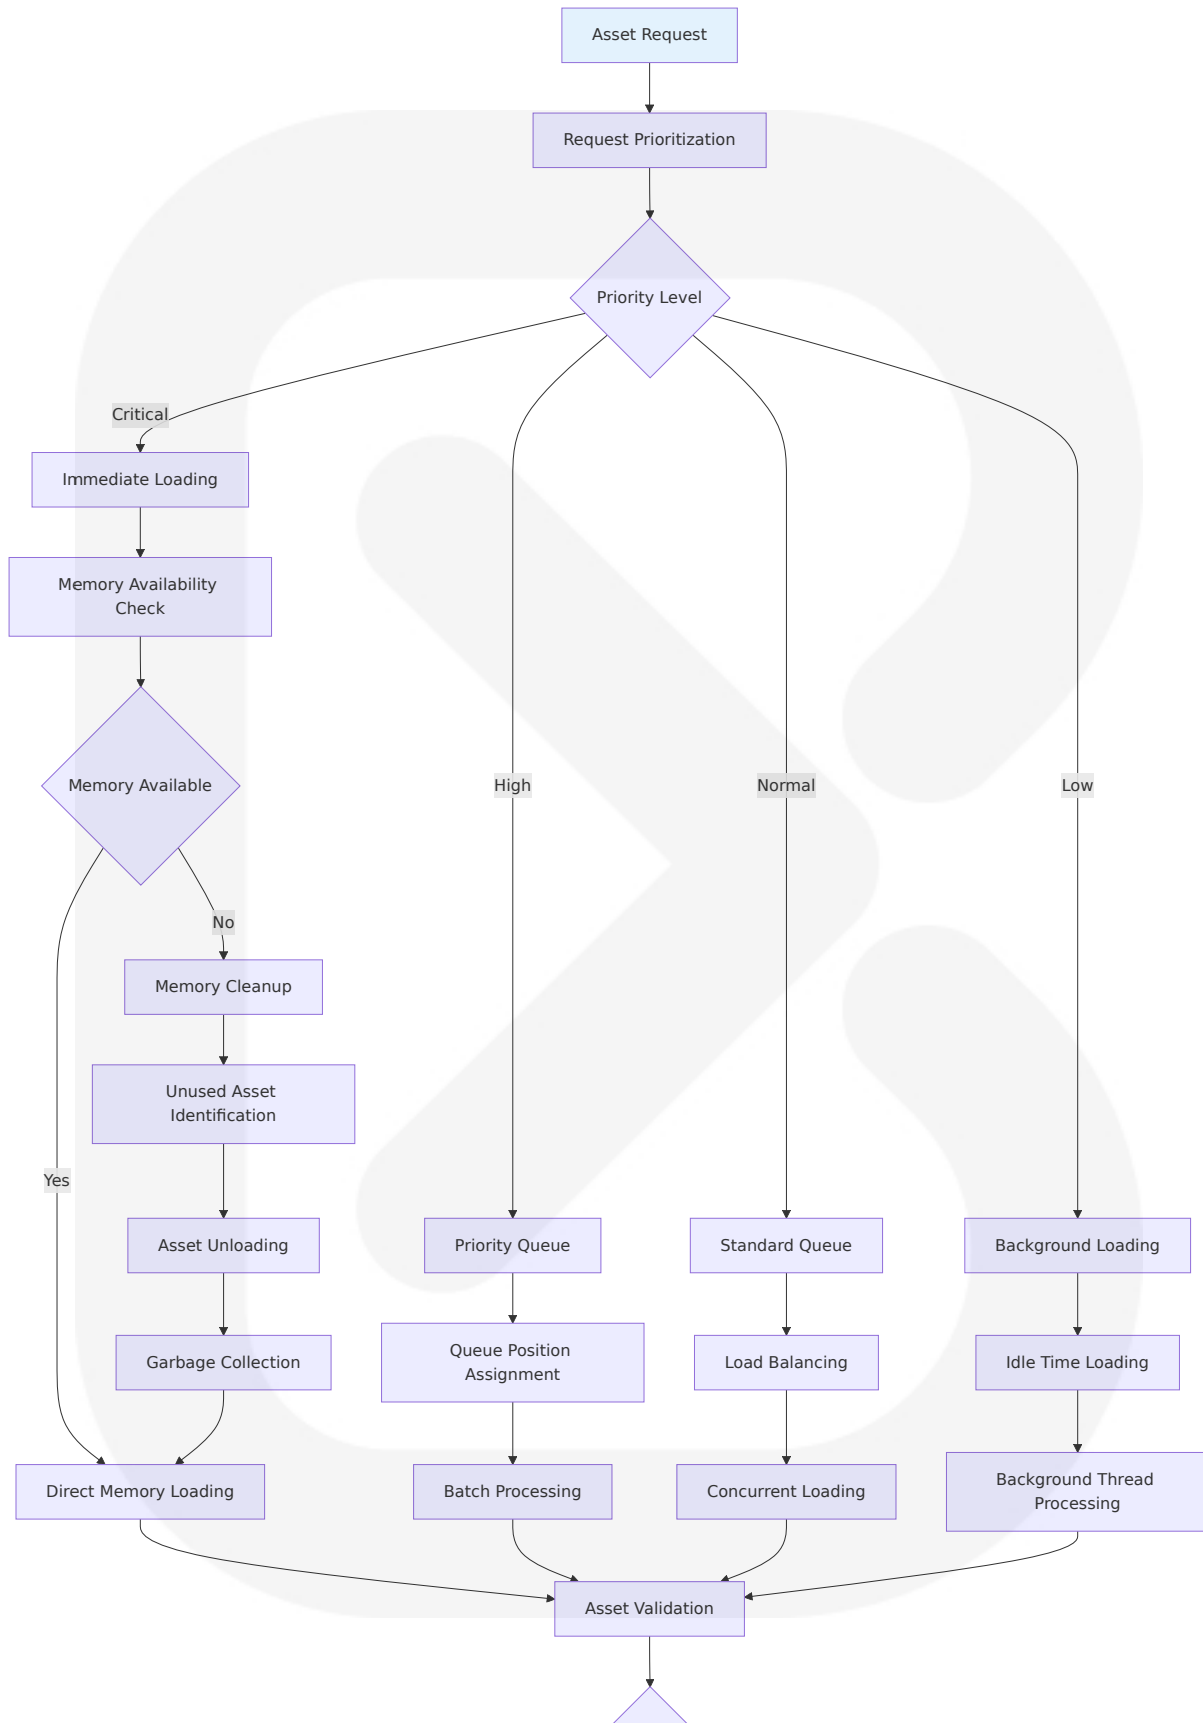 Asset Request
Request Prioritization
Priority Level
Critical
Immediate Loading
Memory Availability
Check
Memory Available
High
Normal
Low
No
Memory Cleanup
Unused Asset
Identification
Yes
Asset Unloading
Priority Queue
Standard Queue
Background Loading
Garbage Collection
Queue Position
Assignment
Load Balancing
Idle Time Loading
Direct Memory Loading
Batch Processing
Concurrent Loading
Background Thread
Processing
Asset Validation